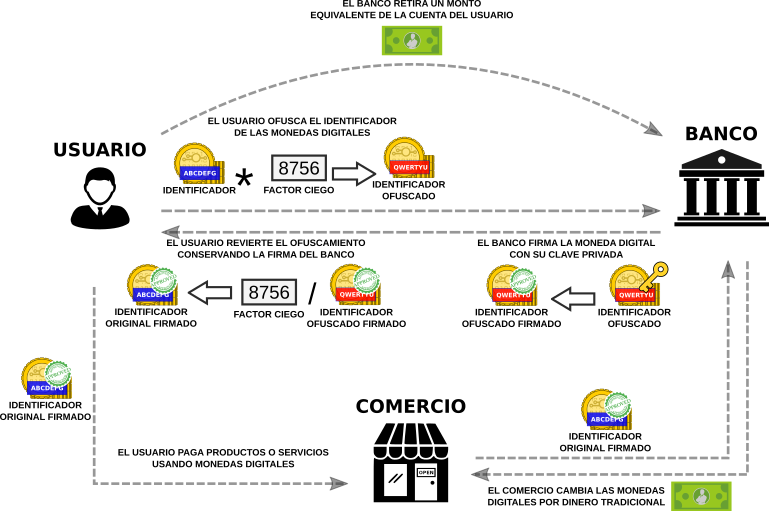 EL BANCO RETIRA UN MONTO
EQUIVALENTE DE LA CUENTA DEL USUARIO
EL USUARIO OFUSCA EL IDENTIFICADOR
DE LAS MONEDAS DIGITALES
USUARIO
BANCO
ABCDEFG
*
8756
QWERTYU
IDENTIFICADOR
FACTOR CIEGO
IDENTIFICADOR
OFUSCADO
EL USUARIO REVIERTE EL OFUSCAMIENTO
CONSERVANDO LA FIRMA DEL BANCO
EL BANCO FIRMA LA MONEDA DIGITAL
CON SU CLAVE PRIVADA
APPROVED
ABCDEFG
8756
/
APPROVED
QWERTYU
APPROVED
QWERTYU
QWERTYU
IDENTIFICADOR
ORIGINAL FIRMADO
FACTOR CIEGO
IDENTIFICADOR
OFUSCADO FIRMADO
IDENTIFICADOR
OFUSCADO FIRMADO
IDENTIFICADOR
OFUSCADO
APPROVED
ABCDEFG
IDENTIFICADOR
ORIGINAL FIRMADO
COMERCIO
OPEN
APPROVED
ABCDEFG
IDENTIFICADOR
ORIGINAL FIRMADO
EL USUARIO PAGA PRODUCTOS O SERVICIOS
USANDO MONEDAS DIGITALES
EL COMERCIO CAMBIA LAS MONEDAS
DIGITALES POR DINERO TRADICIONAL